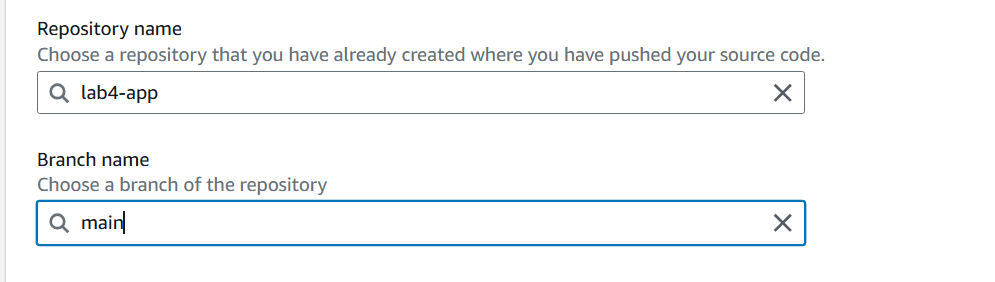 Repository name
Choose a repository that you have already created where you have pushed your source code.
lab4-app
Branch name
Choose a branch of the repository
main